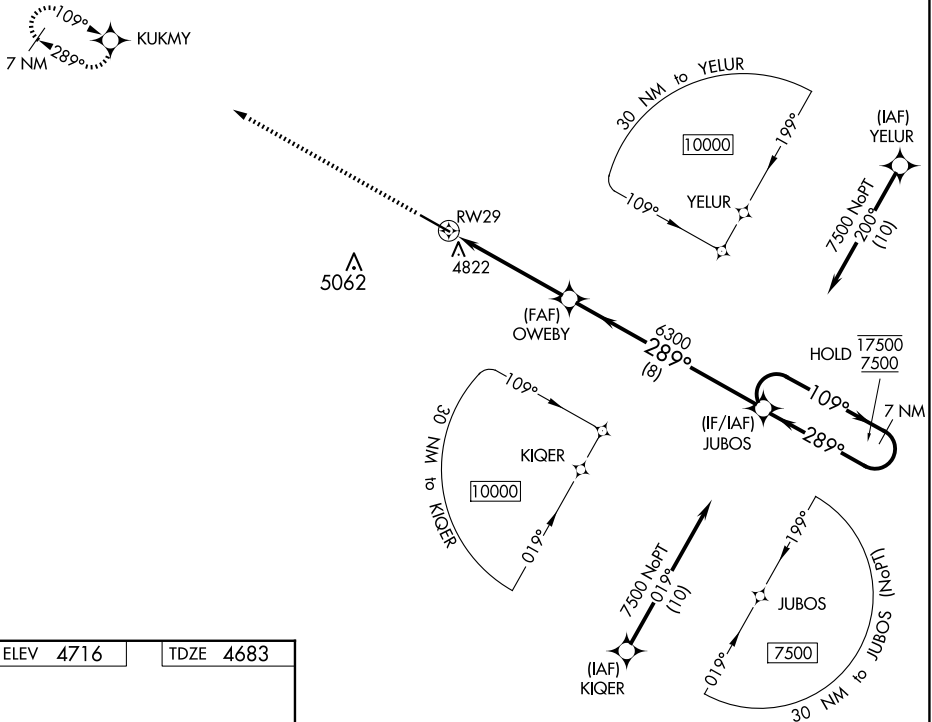 109°
KUKMY
289°
7 NM
30 NM to YELUR
10000
199°
YELUR
109°
(IAF)
YELUR
7500 NoPT
200°
(10)
RW29
4822
5062
(FAF)
OWEBY
6300
289°
(8)
HOLD
17500
7500
109°
7 NM
289°
(IF/IAF)
JUBOS
109°
30 NM to KIQER
KIQER
10000
019°
7500 NoPT
019°
(10)
(IAF)
KIQER
199°
JUBOS
7500
019°
30 NM to JUBOS (NoPT)
ELEV 4716
TDZE 4683